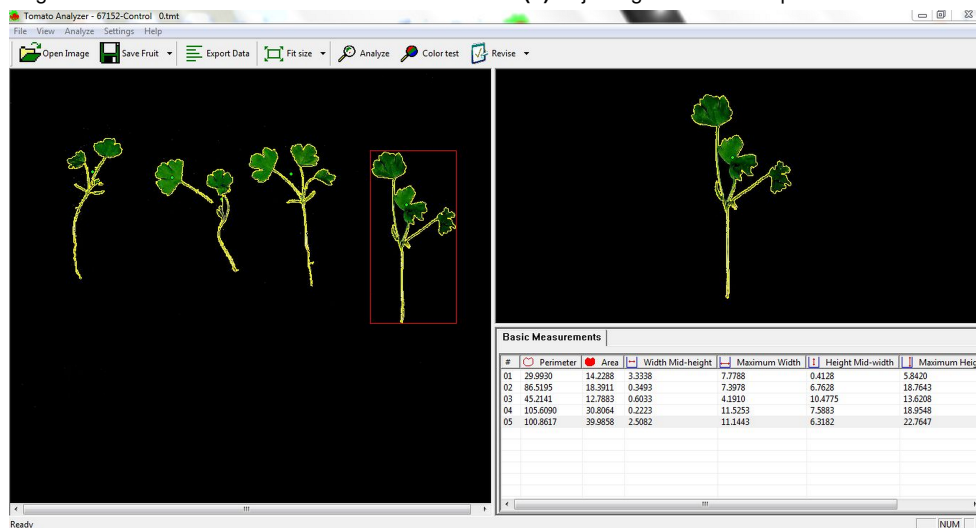 Tomato Analyzer - 67152-Control 0.tmt
File View Analyze Settings Help
Open Image Save Fruit Export Data Fit size Analyze Color test Revise
Basic Measurements
# Perimeter Area Width Mid-height Maximum Width Height Mid-width Maximum Heig
01 29.9930 14.2288 3.3338 7.7788 0.4128 5.8420
02 86.5195 18.3911 0.3493 7.3978 6.7628 18.7643
03 45.2141 12.7883 0.6033 4.1910 10.4775 13.6208
04 105.6090 30.8064 0.2223 11.5253 7.5883 18.9548
05 100.8617 39.9858 2.5082 11.1443 6.3182 22.7647
Ready NUM